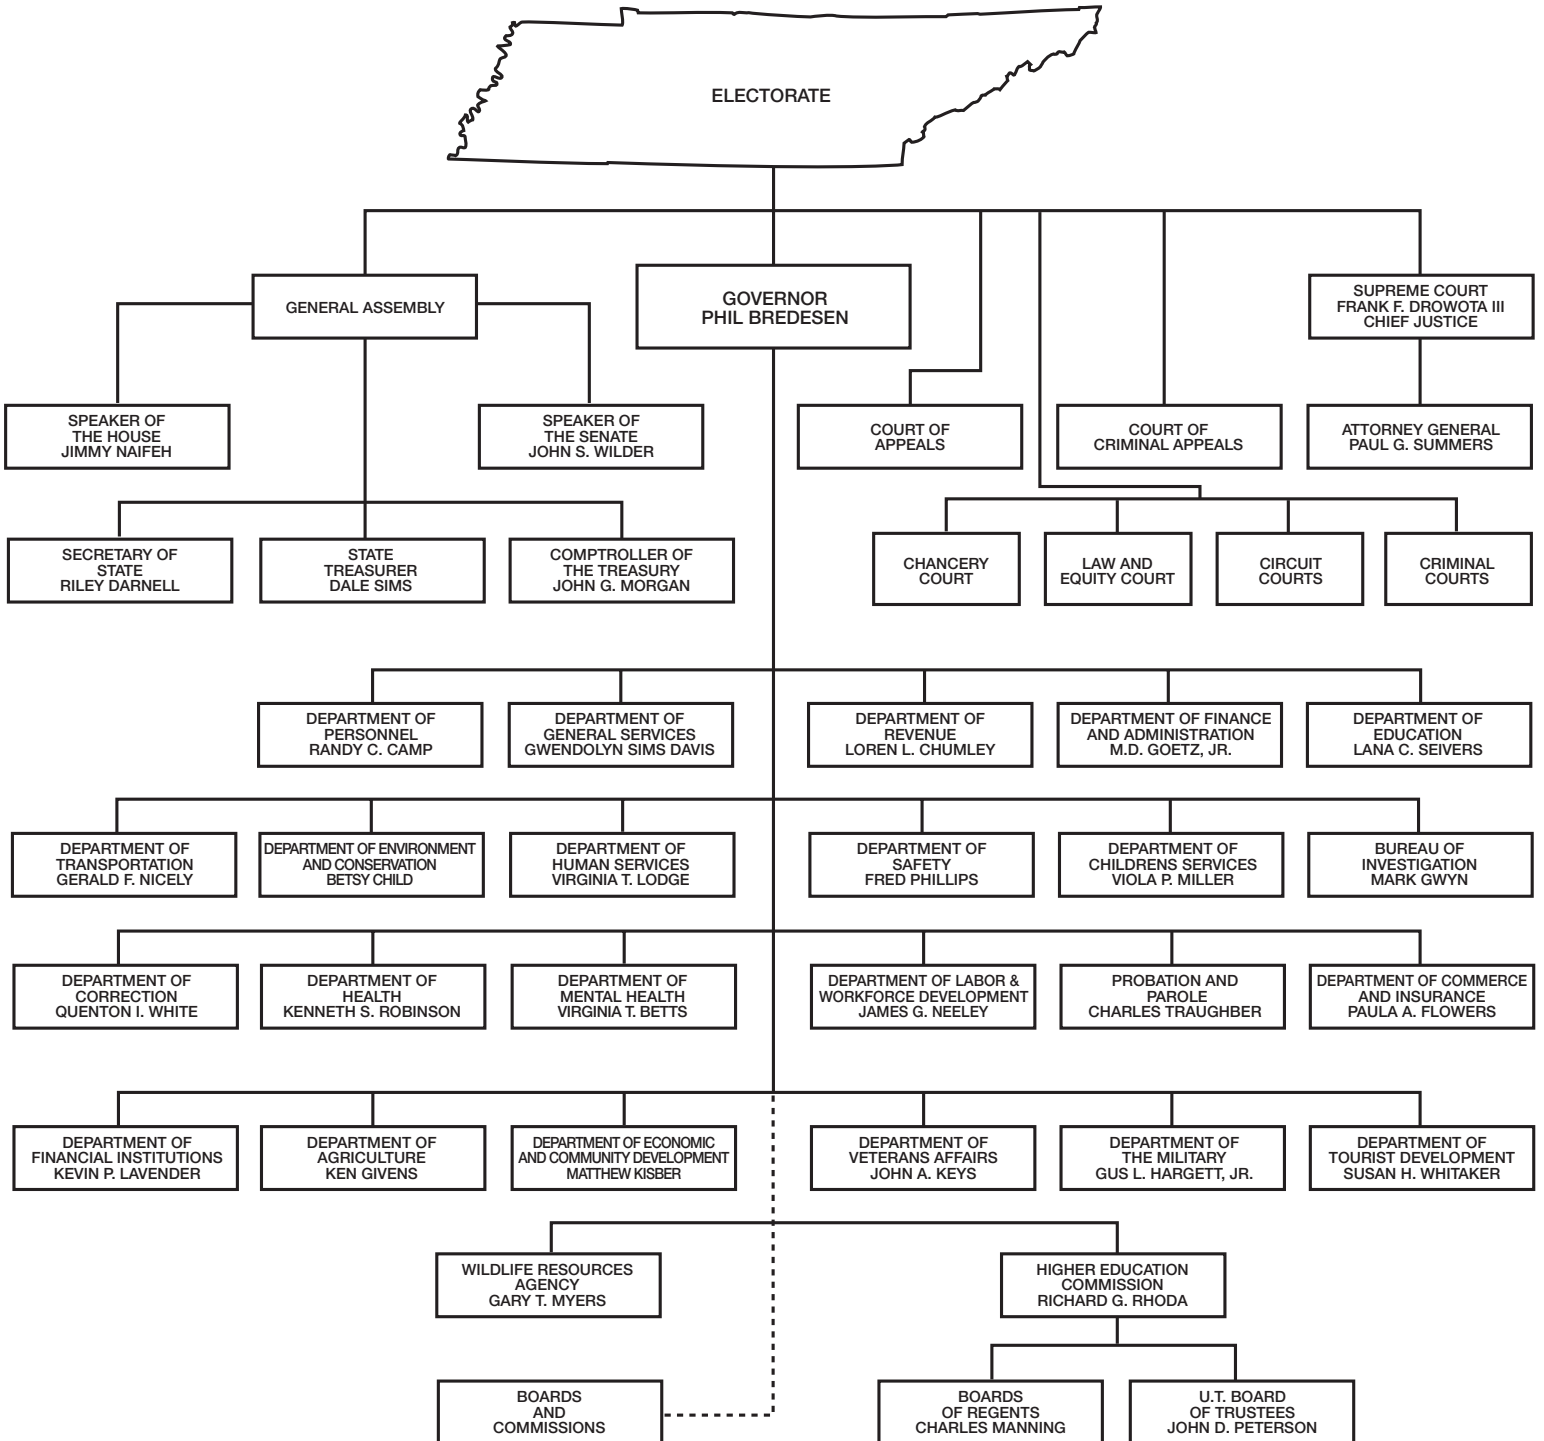 ELECTORATE
GENERAL ASSEMBLY
GOVERNOR
PHIL BREDESEN
SUPREME COURT
FRANK F. DROWOTA III
CHIEF JUSTICE
SPEAKER OF
THE HOUSE
JIMMY NAIFEH
SPEAKER OF
THE SENATE
JOHN S. WILDER
COURT OF
APPEALS
COURT OF
CRIMINAL APPEALS
ATTORNEY GENERAL
PAUL G. SUMMERS
SECRETARY OF
STATE
RILEY DARNELL
STATE
TREASURER
DALE SIMS
COMPTROLLER OF
THE TREASURY
JOHN G. MORGAN
CHANCERY
COURT
LAW AND
EQUITY COURT
CIRCUIT
COURTS
CRIMINAL
COURTS
DEPARTMENT OF
PERSONNEL
RANDY C. CAMP
DEPARTMENT OF
GENERAL SERVICES
GWENDOLYN SIMS DAVIS
DEPARTMENT OF
REVENUE
LOREN L. CHUMLEY
DEPARTMENT OF FINANCE
AND ADMINISTRATION
M.D. GOETZ, JR.
DEPARTMENT OF
EDUCATION
LANA C. SEIVERS
DEPARTMENT OF
TRANSPORTATION
GERALD F. NICELY
DEPARTMENT OF ENVIRONMENT
AND CONSERVATION
BETSY CHILD
DEPARTMENT OF
HUMAN SERVICES
VIRGINIA T. LODGE
DEPARTMENT OF
SAFETY
FRED PHILLIPS
DEPARTMENT OF
CHILDRENS SERVICES
VIOLA P. MILLER
BUREAU OF
INVESTIGATION
MARK GWYN
DEPARTMENT OF
CORRECTION
QUENTON I. WHITE
DEPARTMENT OF
HEALTH
KENNETH S. ROBINSON
DEPARTMENT OF
MENTAL HEALTH
VIRGINIA T. BETTS
DEPARTMENT OF LABOR &
WORKFORCE DEVELOPMENT
JAMES G. NEELEY
PROBATION AND
PAROLE
CHARLES TRAUGHBER
DEPARTMENT OF COMMERCE
AND INSURANCE
PAULA A. FLOWERS
DEPARTMENT OF
FINANCIAL INSTITUTIONS
KEVIN P. LAVENDER
DEPARTMENT OF
AGRICULTURE
KEN GIVENS
DEPARTMENT OF ECONOMIC
AND COMMUNITY DEVELOPMENT
MATTHEW KISBER
DEPARTMENT OF
VETERANS AFFAIRS
JOHN A. KEYS
DEPARTMENT OF
THE MILITARY
GUS L. HARGETT, JR.
DEPARTMENT OF
TOURIST DEVELOPMENT
SUSAN H. WHITAKER
WILDLIFE RESOURCES
AGENCY
GARY T. MYERS
HIGHER EDUCATION
COMMISSION
RICHARD G. RHODA
BOARDS
AND
COMMISSIONS
BOARDS
OF REGENTS
CHARLES MANNING
U.T. BOARD
OF TRUSTEES
JOHN D. PETERSON